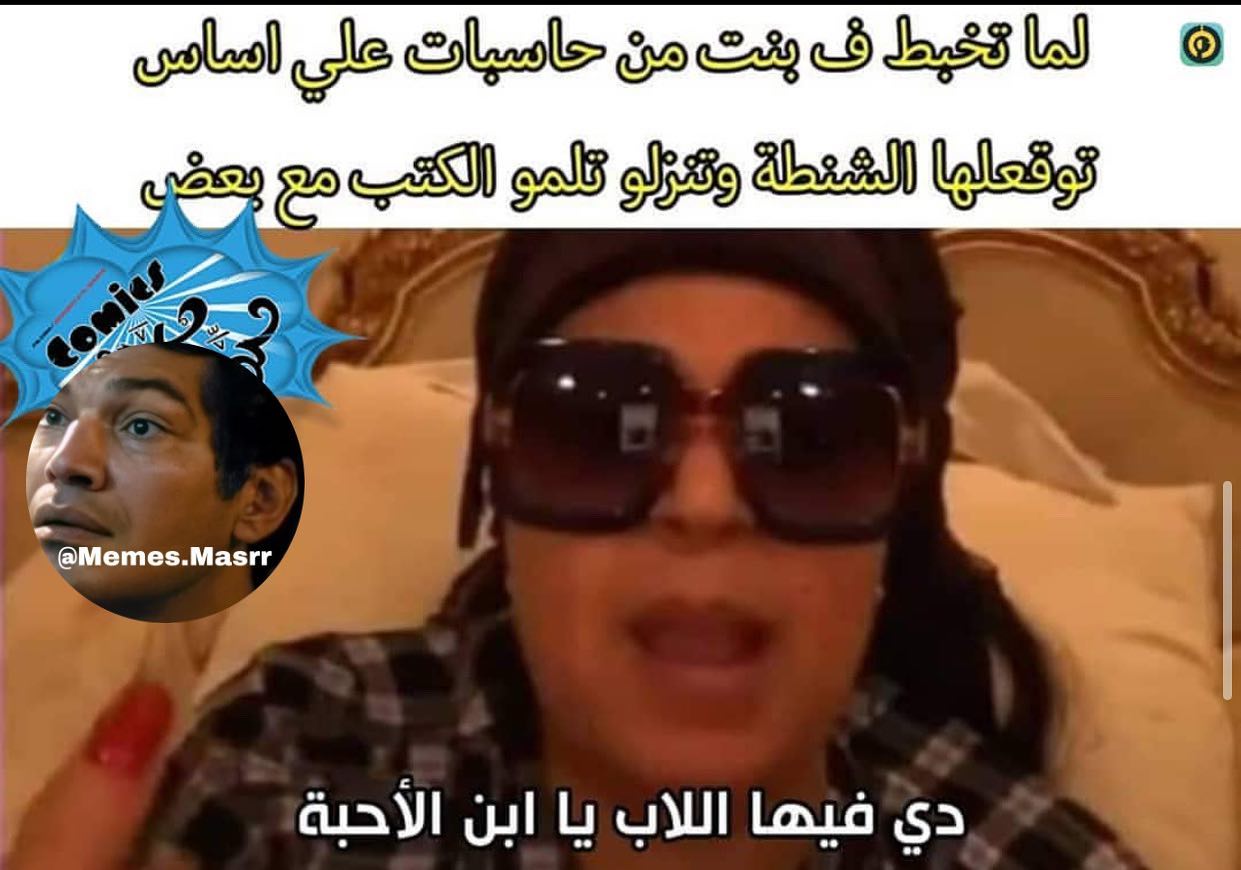 لما تخبط ف بنت من حاسبات علي اساس
توقعلها الشنطة وتنزلو تلمو الكتب مع بعض
COMICS
@Memes.Masrr
دي فيها اللاب يا ابن الأحبة